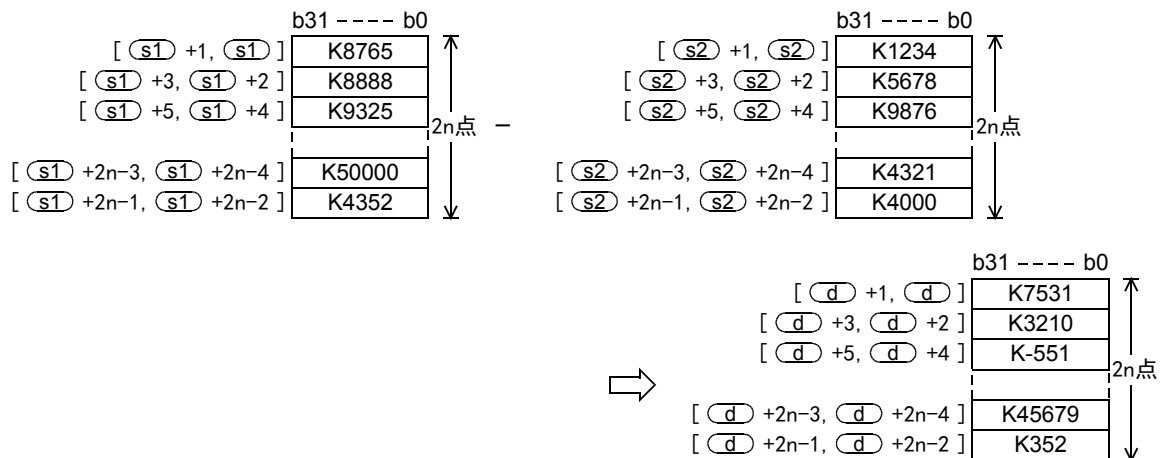 b31 ---- b0
[ s1 +1, s1 ] K8765
[ s1 +3, s1 +2 ] K8888
[ s1 +5, s1 +4 ] K9325
2n点
[ s1 +2n-3, s1 +2n-4 ] K50000
[ s1 +2n-1, s1 +2n-2 ] K4352
−
b31 ---- b0
[ s2 +1, s2 ] K1234
[ s2 +3, s2 +2 ] K5678
[ s2 +5, s2 +4 ] K9876
2n点
[ s2 +2n-3, s2 +2n-4 ] K4321
[ s2 +2n-1, s2 +2n-2 ] K4000
b31 ---- b0
[ d +1, d ] K7531
[ d +3, d +2 ] K3210
[ d +5, d +4 ] K-551
2n点
[ d +2n-3, d +2n-4 ] K45679
[ d +2n-1, d +2n-2 ] K352